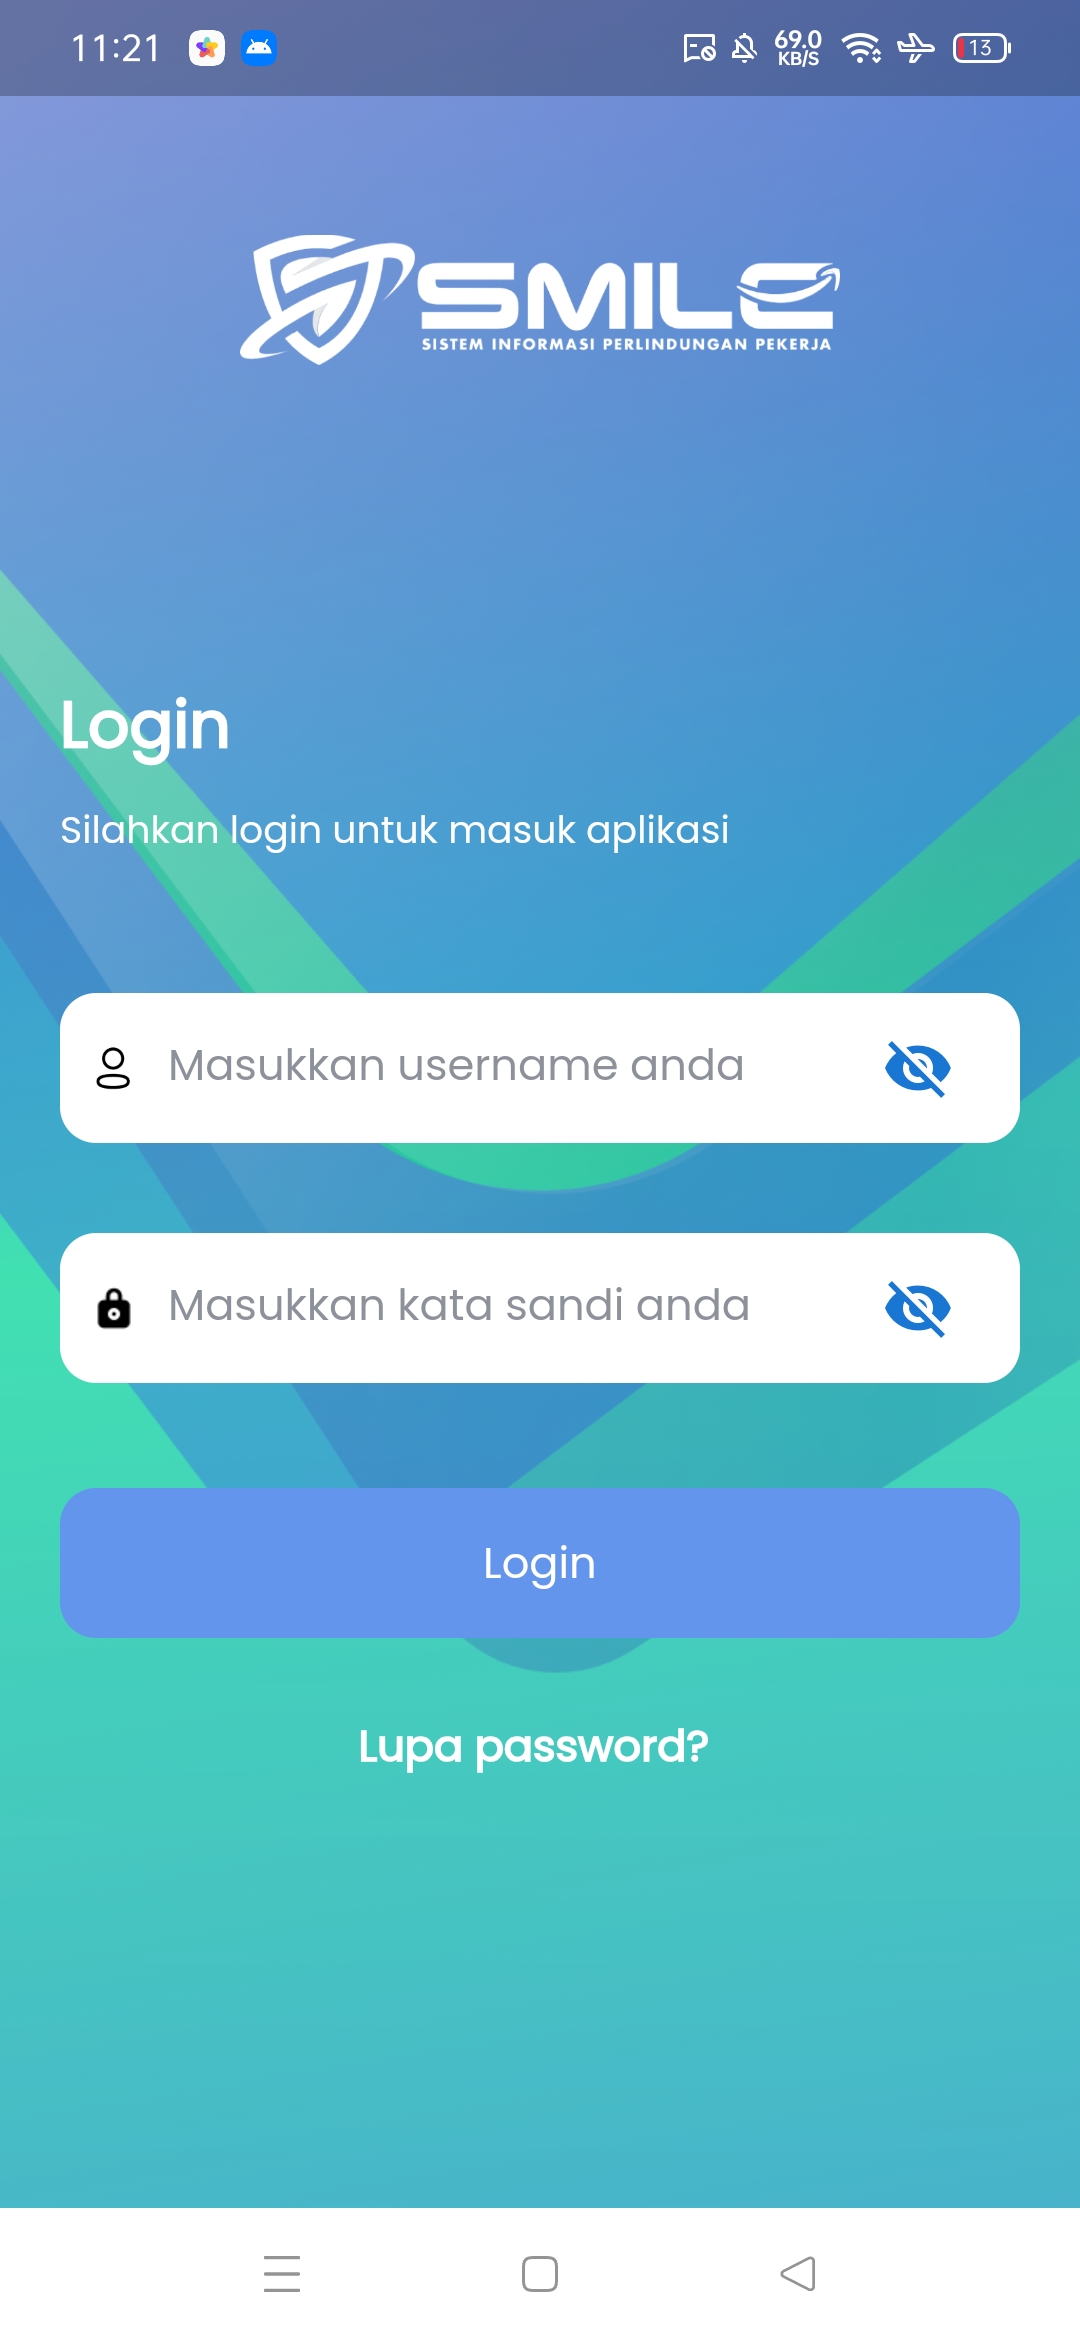 11:21
69.0
KB/S
13
SMILE
SISTEM INFORMASI PERLINDUNGAN PEKERJA
Login
Silahkan login untuk masuk aplikasi
Masukkan username anda
Masukkan kata sandi anda
Login
Lupa password?